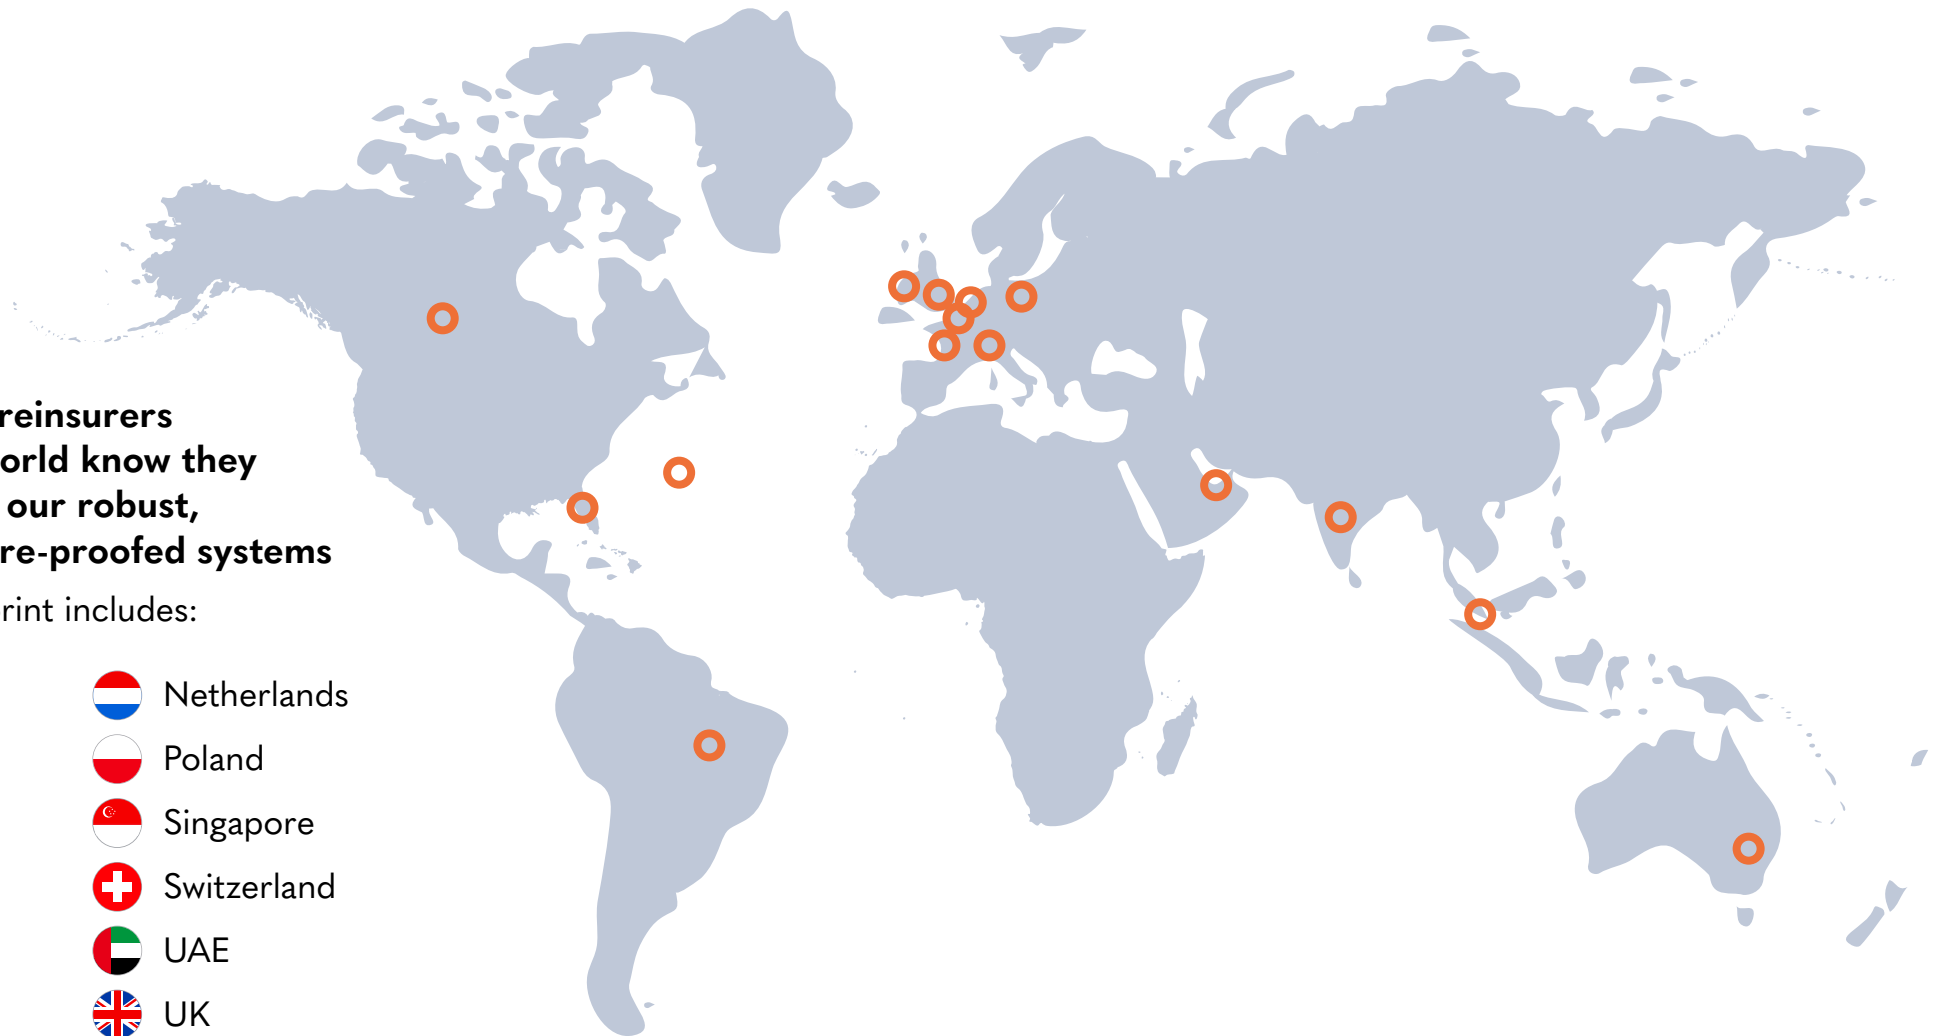 reinsurers
orld know they
our robust,
re-proofed systems
rint includes:
Netherlands
Poland
Singapore
Switzerland
UAE
UK